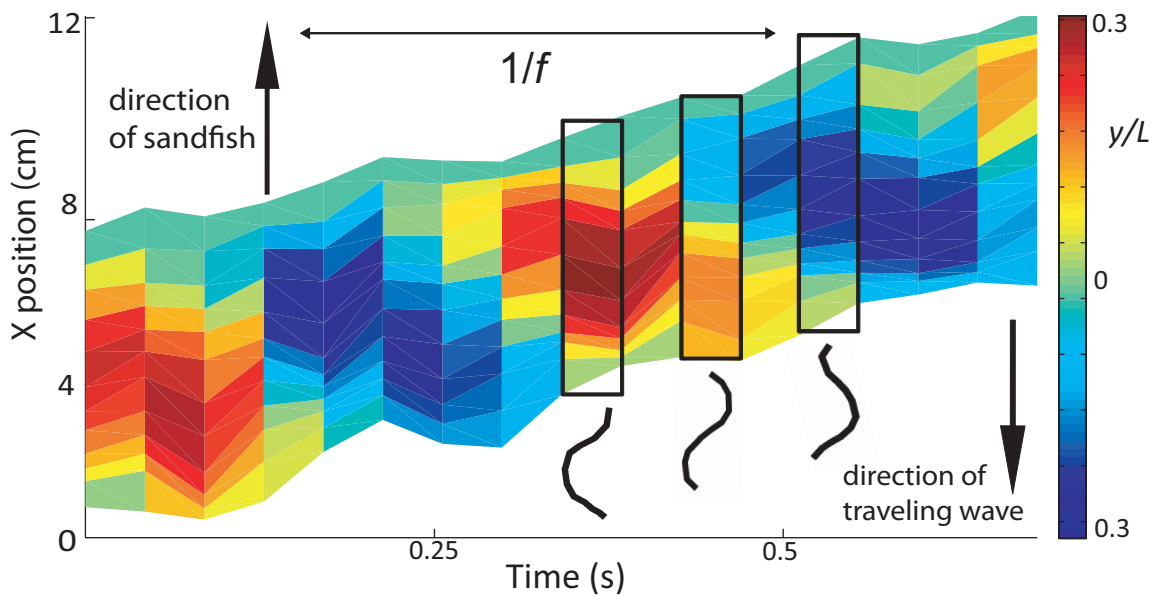 12
8
4
0
X position (cm)
direction
of sandfish
1/f
0.25
0.5
Time (s)
direction of
traveling wave
0.3
y/L
0
0.3